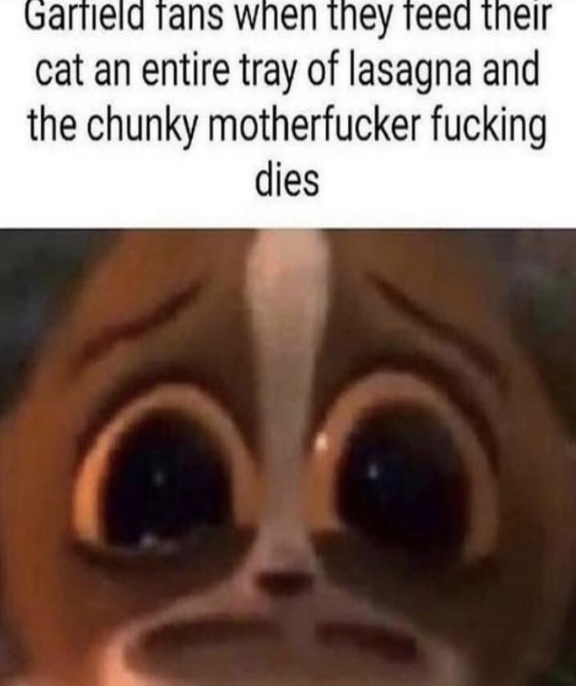 Garfield fans when they feed their
cat an entire tray of lasagna and
the chunky motherfucker fucking
dies